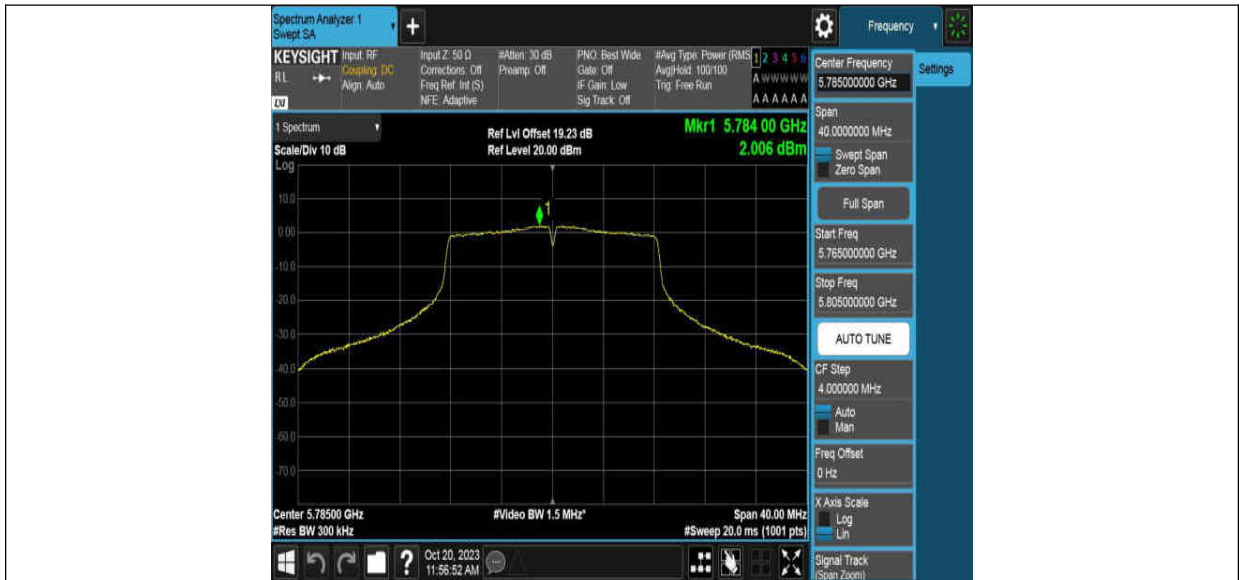 Spectrum Analyzer 1
Swept SA
Frequency
KEYSIGHT
RL
Input: RF
Coupling: DC
Align: Auto
Input Z: 50 Ω
Corrections: Off
Freq Ref: Int (S)
NFE: Adaptive
#Atten: 30 dB
Preamp: Off
PNO: Best Wide
Gate: Off
IF Gain: Low
Sig Track: Off
#Avg Type: Power (RMS
Avg|Hold: 100/100
Trig: Free Run
1 2 3 4 5 6
A W W W W W
A A A A A A
1 Spectrum
Scale/Div 10 dB
Log
Ref Lvl Offset 19.23 dB
Ref Level 20.00 dBm
Mkr1 5.784 00 GHz
2.006 dBm
1
10.0
0.00
-10.0
-20.0
-30.0
-40.0
-50.0
-60.0
-70.0
Center 5.78500 GHz
#Res BW 300 kHz
#Video BW 1.5 MHz*
Span 40.00 MHz
#Sweep 20.0 ms (1001 pts)
Oct 20, 2023
11:56:52 AM
Center Frequency
5.785000000 GHz
Settings
Span
40.0000000 MHz
Swept Span
Zero Span
Full Span
Start Freq
5.765000000 GHz
Stop Freq
5.805000000 GHz
AUTO TUNE
CF Step
4.000000 MHz
Auto
Man
Freq Offset
0 Hz
X Axis Scale
Log
Lin
Signal Track
(Span Zoom)